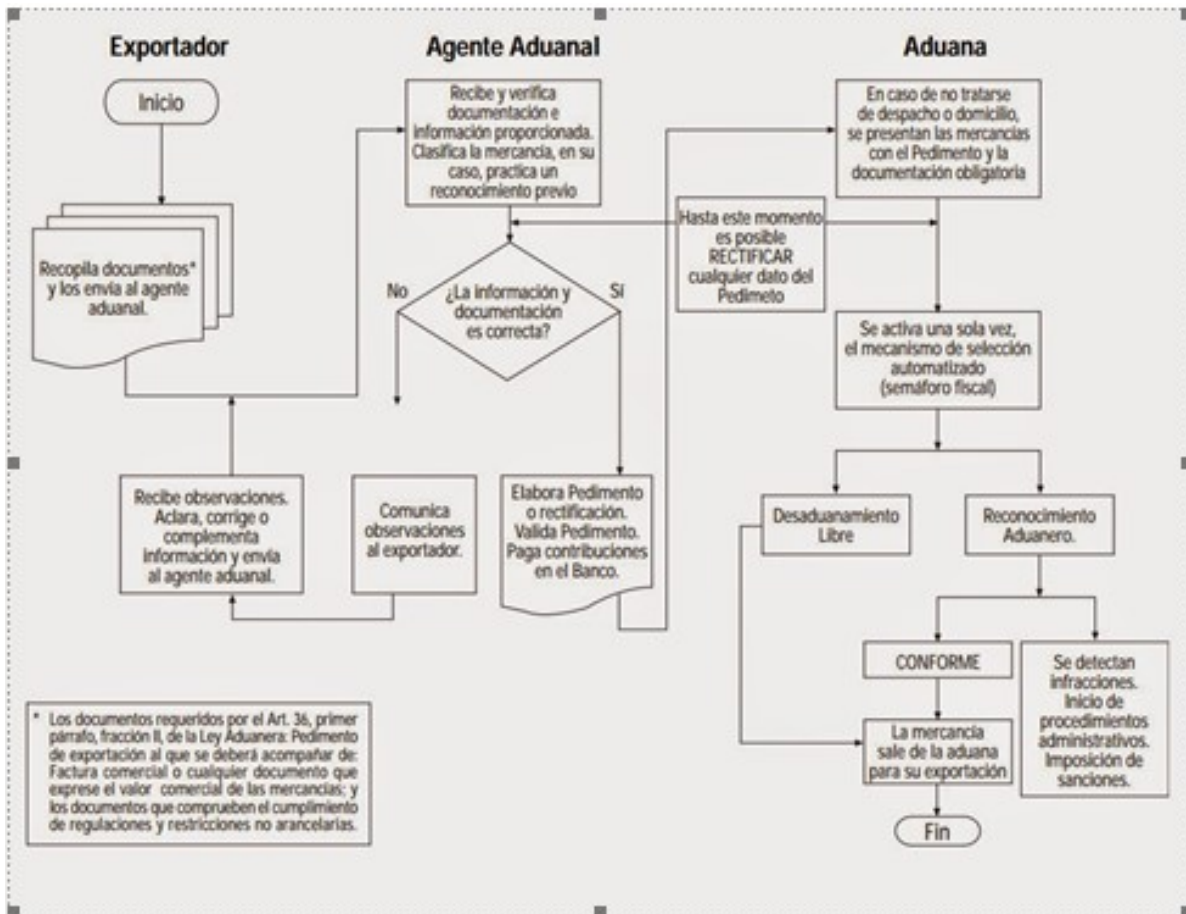 Exportador
Inicio
Recopila documentos*
y los envía al agente
aduanal.
Recibe observaciones.
Aclara, corrige o
complementa
información y envía
al agente aduanal.
* Los documentos requeridos por el Art. 36, primer
párrafo, fracción II, de la Ley Aduanera: Pedimento
de exportación al que se deberá acompañar de:
Factura comercial o cualquier documento que
exprese el valor comercial de las mercancías; y
los documentos que comprueben el cumplimiento
de regulaciones y restricciones no arancelarias.
Agente Aduanal
Recibe y verifica
documentación e
información proporcionada.
Clasifica la mercancía, en su
caso, practica un
reconocimiento previo
¿La información y
documentación
es correcta?
No
Sí
Comunica
observaciones
al exportador.
Elabora Pedimento
o rectificación.
Valida Pedimento.
Paga contribuciones
en el Banco.
Hasta este momento
es posible
RECTIFICAR
cualquier dato del
Pedimeto
Aduana
En caso de no tratarse
de despacho o domicilio,
se presentan las mercancías
con el Pedimento y la
documentación obligatoria
Se activa una sola vez,
el mecanismo de selección
automatizado
(semáforo fiscal)
Desaduanamiento
Libre
Reconocimiento
Aduanero.
CONFORME
La mercancía
sale de la aduana
para su exportación
Se detectan
infracciones.
Inicio de
procedimientos
administrativos.
Imposición de
sanciones.
Fin